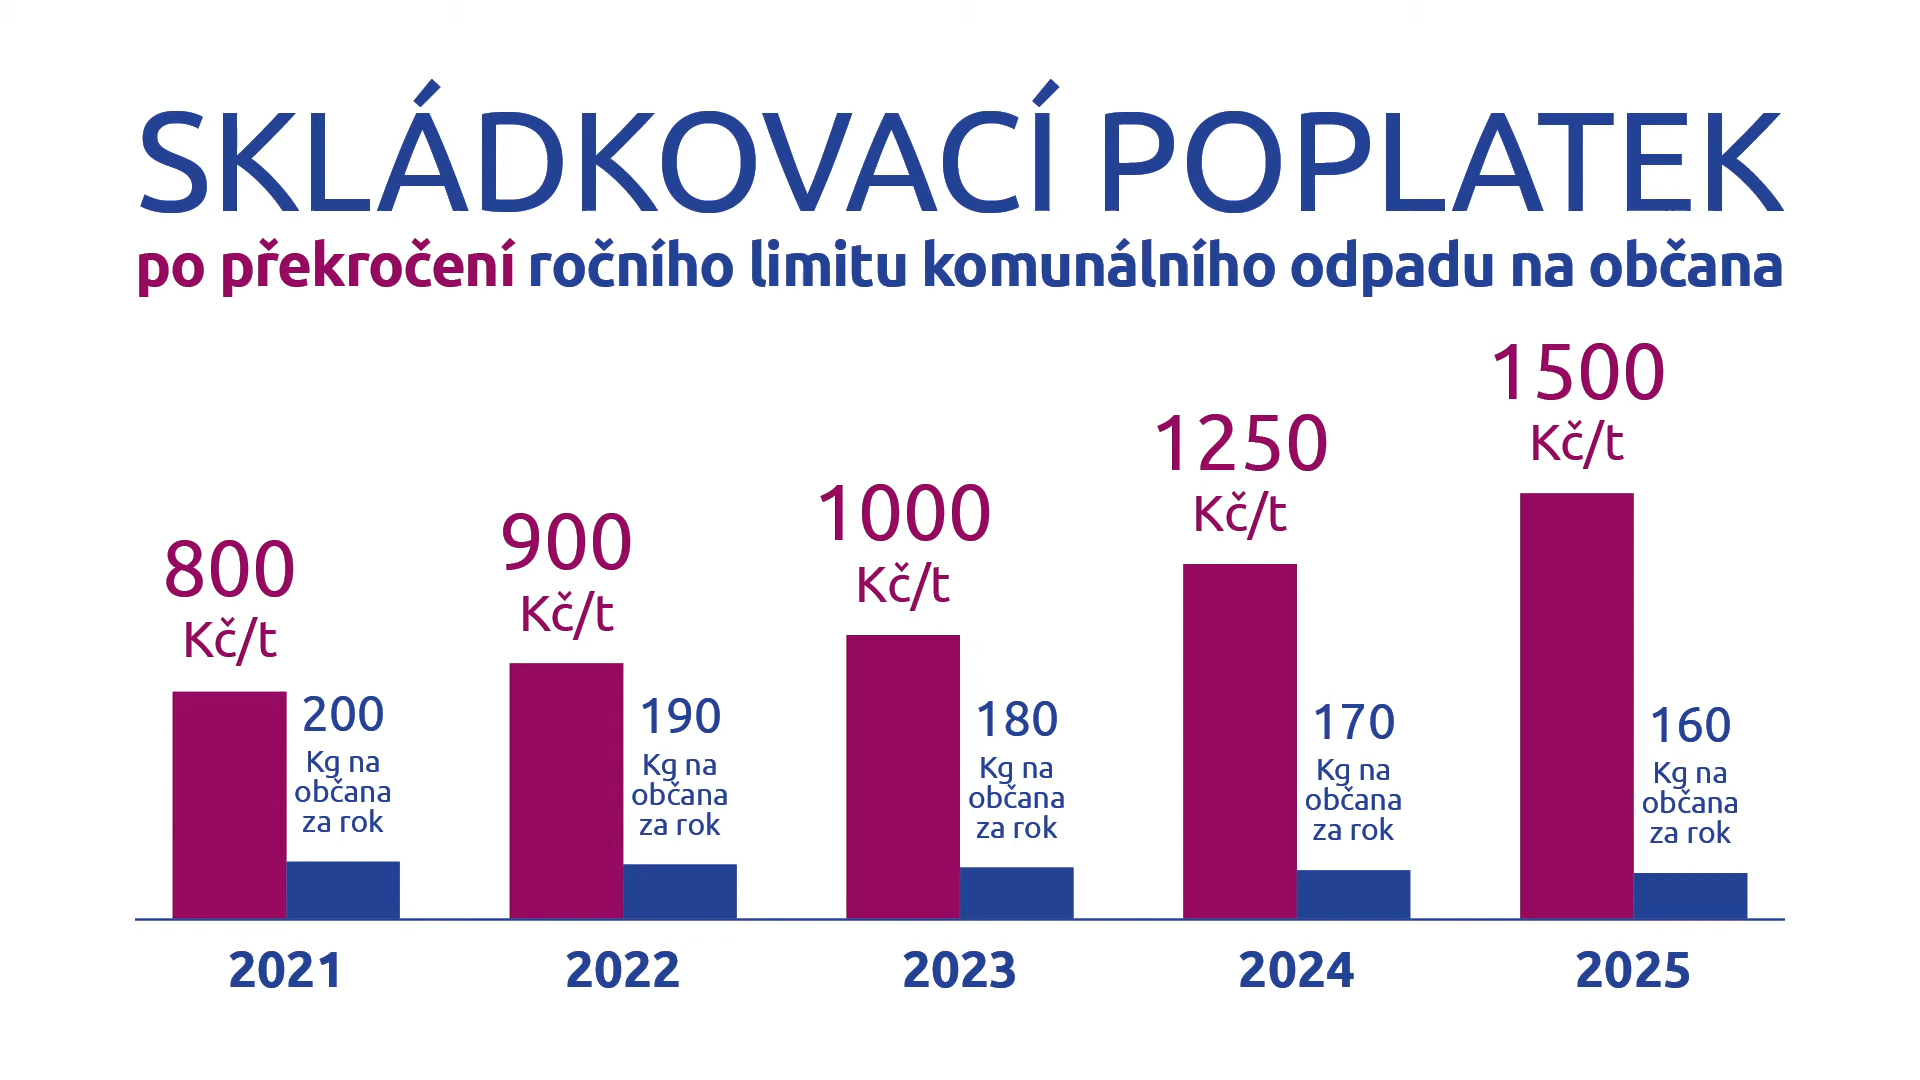 SKLÁDKOVACÍ POPLATEK
po překročení ročního limitu komunálního odpadu na občana
800
Kč/t
200
Kg na
občana
za rok
2021
900
Kč/t
190
Kg na
občana
za rok
2022
1000
Kč/t
180
Kg na
občana
za rok
2023
1250
Kč/t
170
Kg na
občana
za rok
2024
1500
Kč/t
160
Kg na
občana
za rok
2025